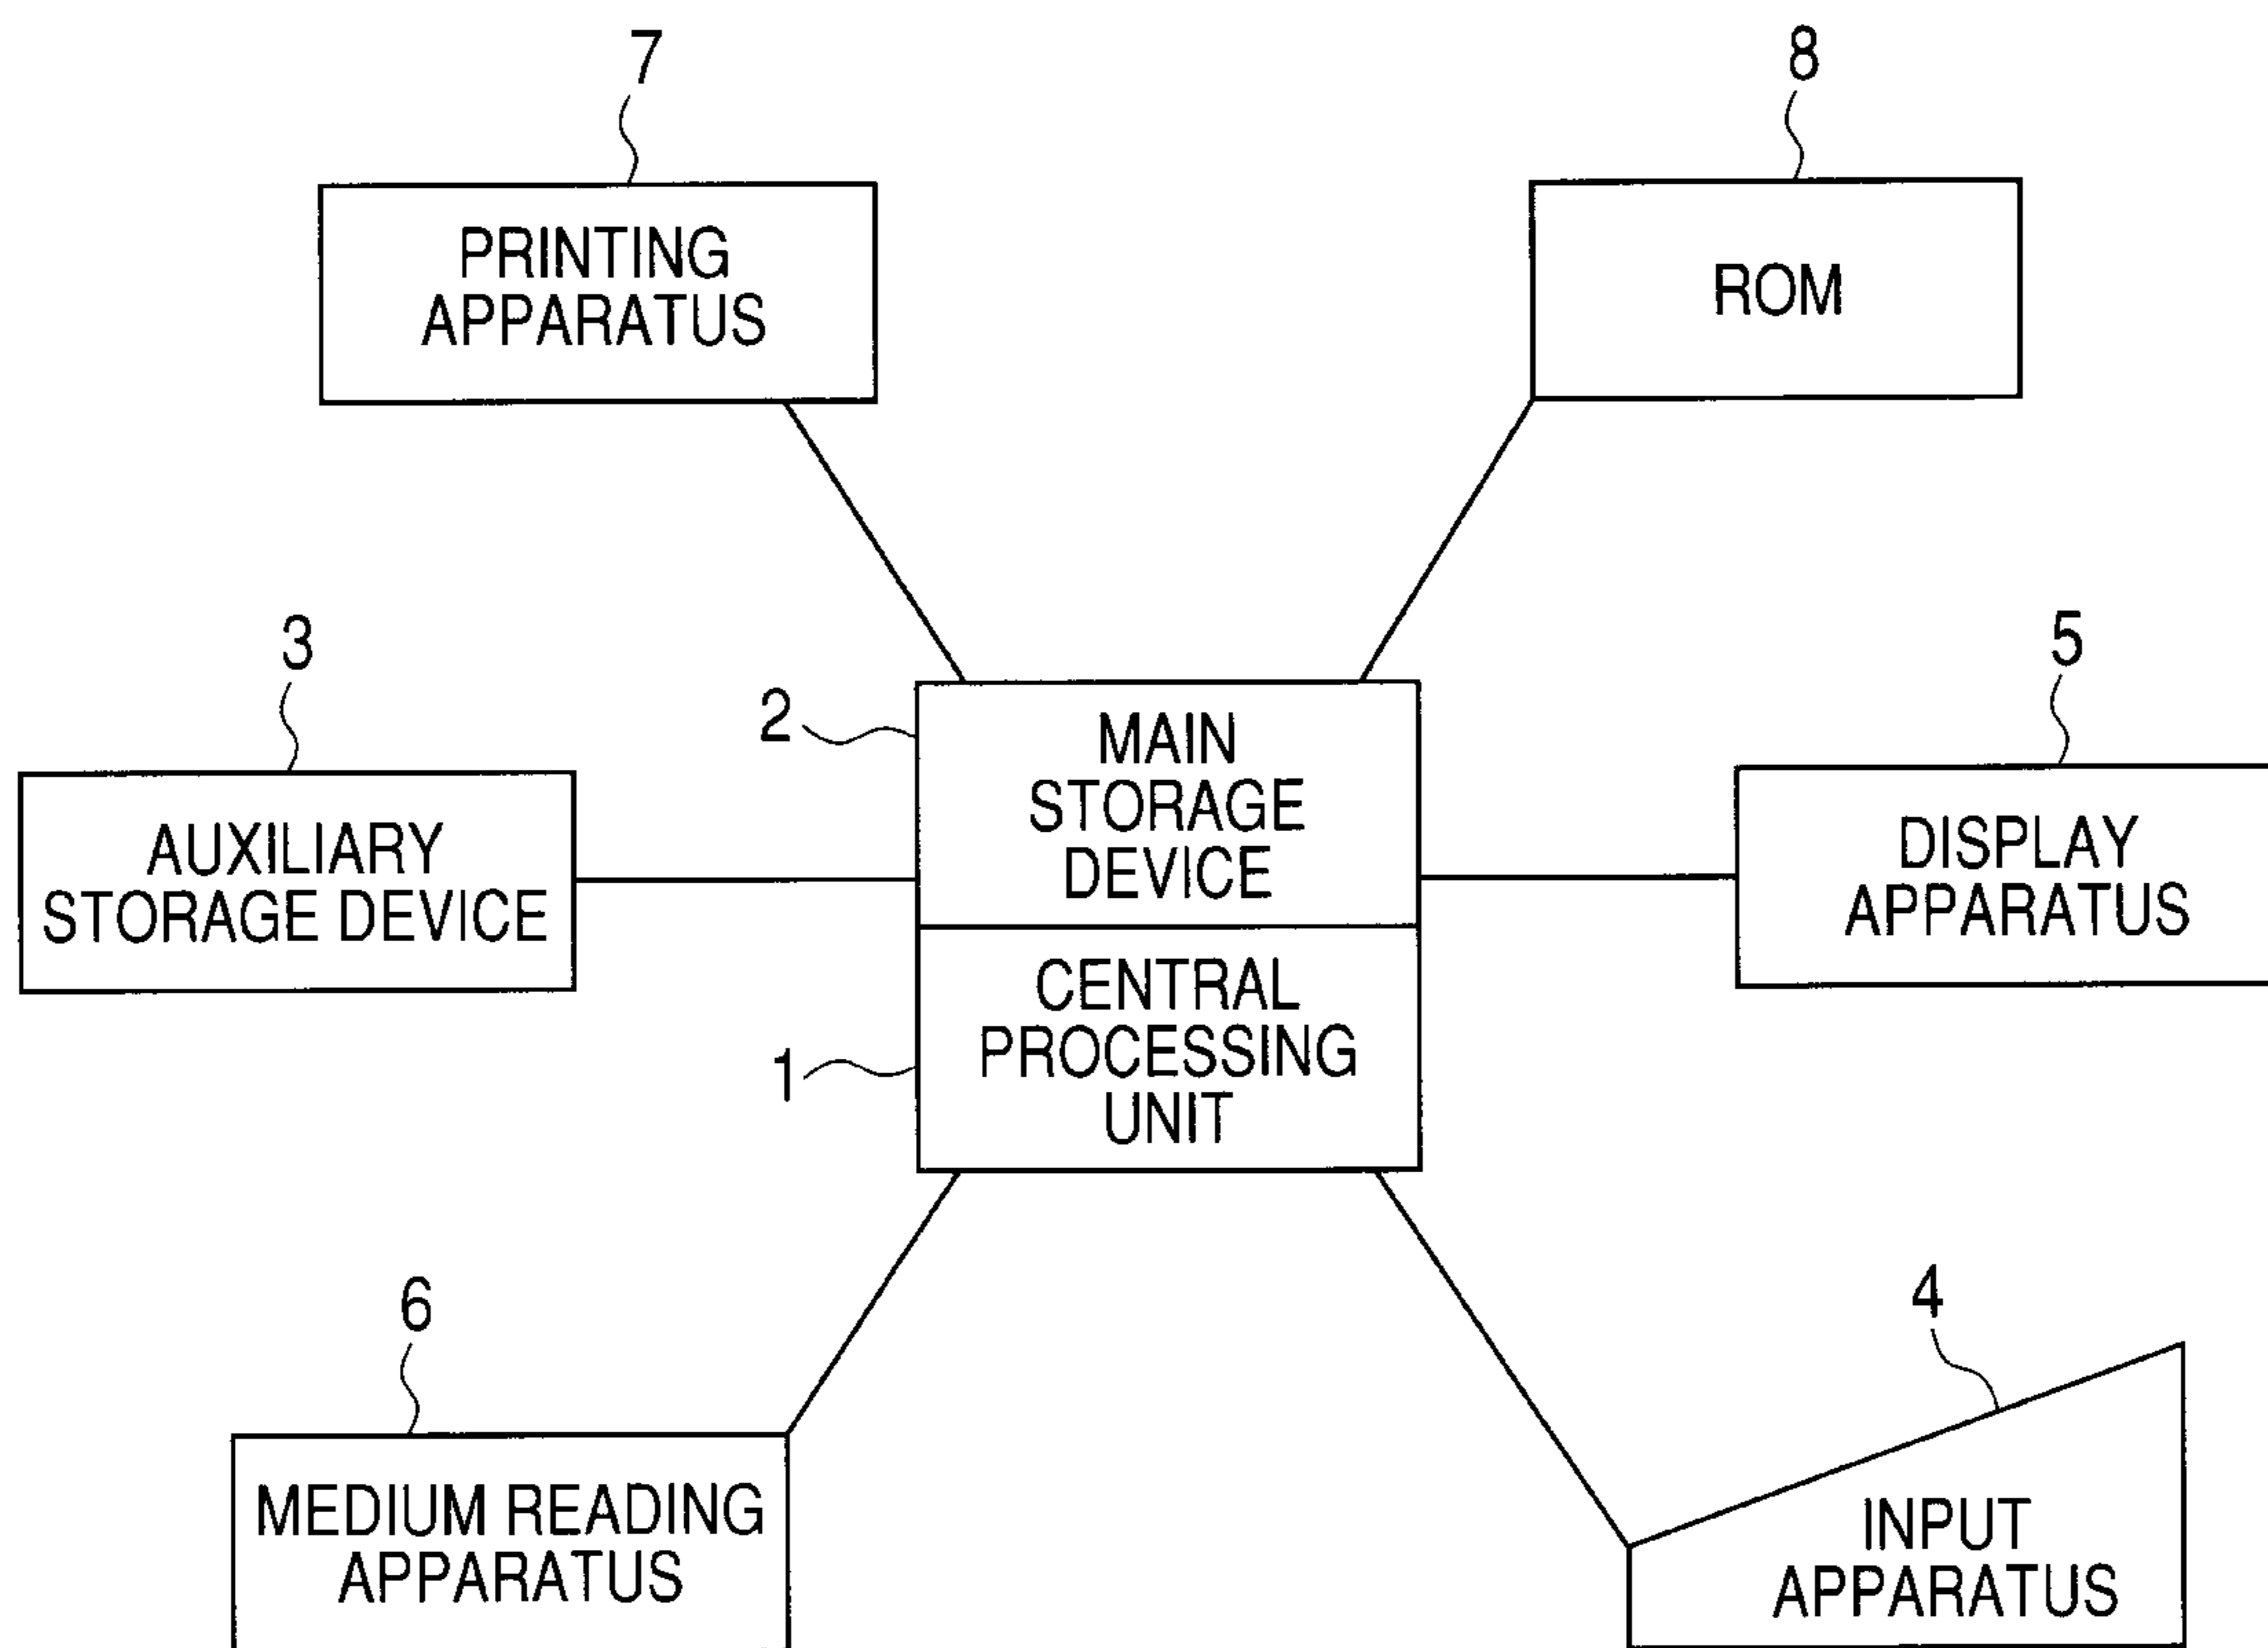 7
8
PRINTING
APPARATUS
ROM
3
5
2
MAIN
STORAGE
DEVICE
AUXILIARY
STORAGE DEVICE
DISPLAY
APPARATUS
1
CENTRAL
PROCESSING
UNIT
6
4
MEDIUM READING
APPARATUS
INPUT
APPARATUS